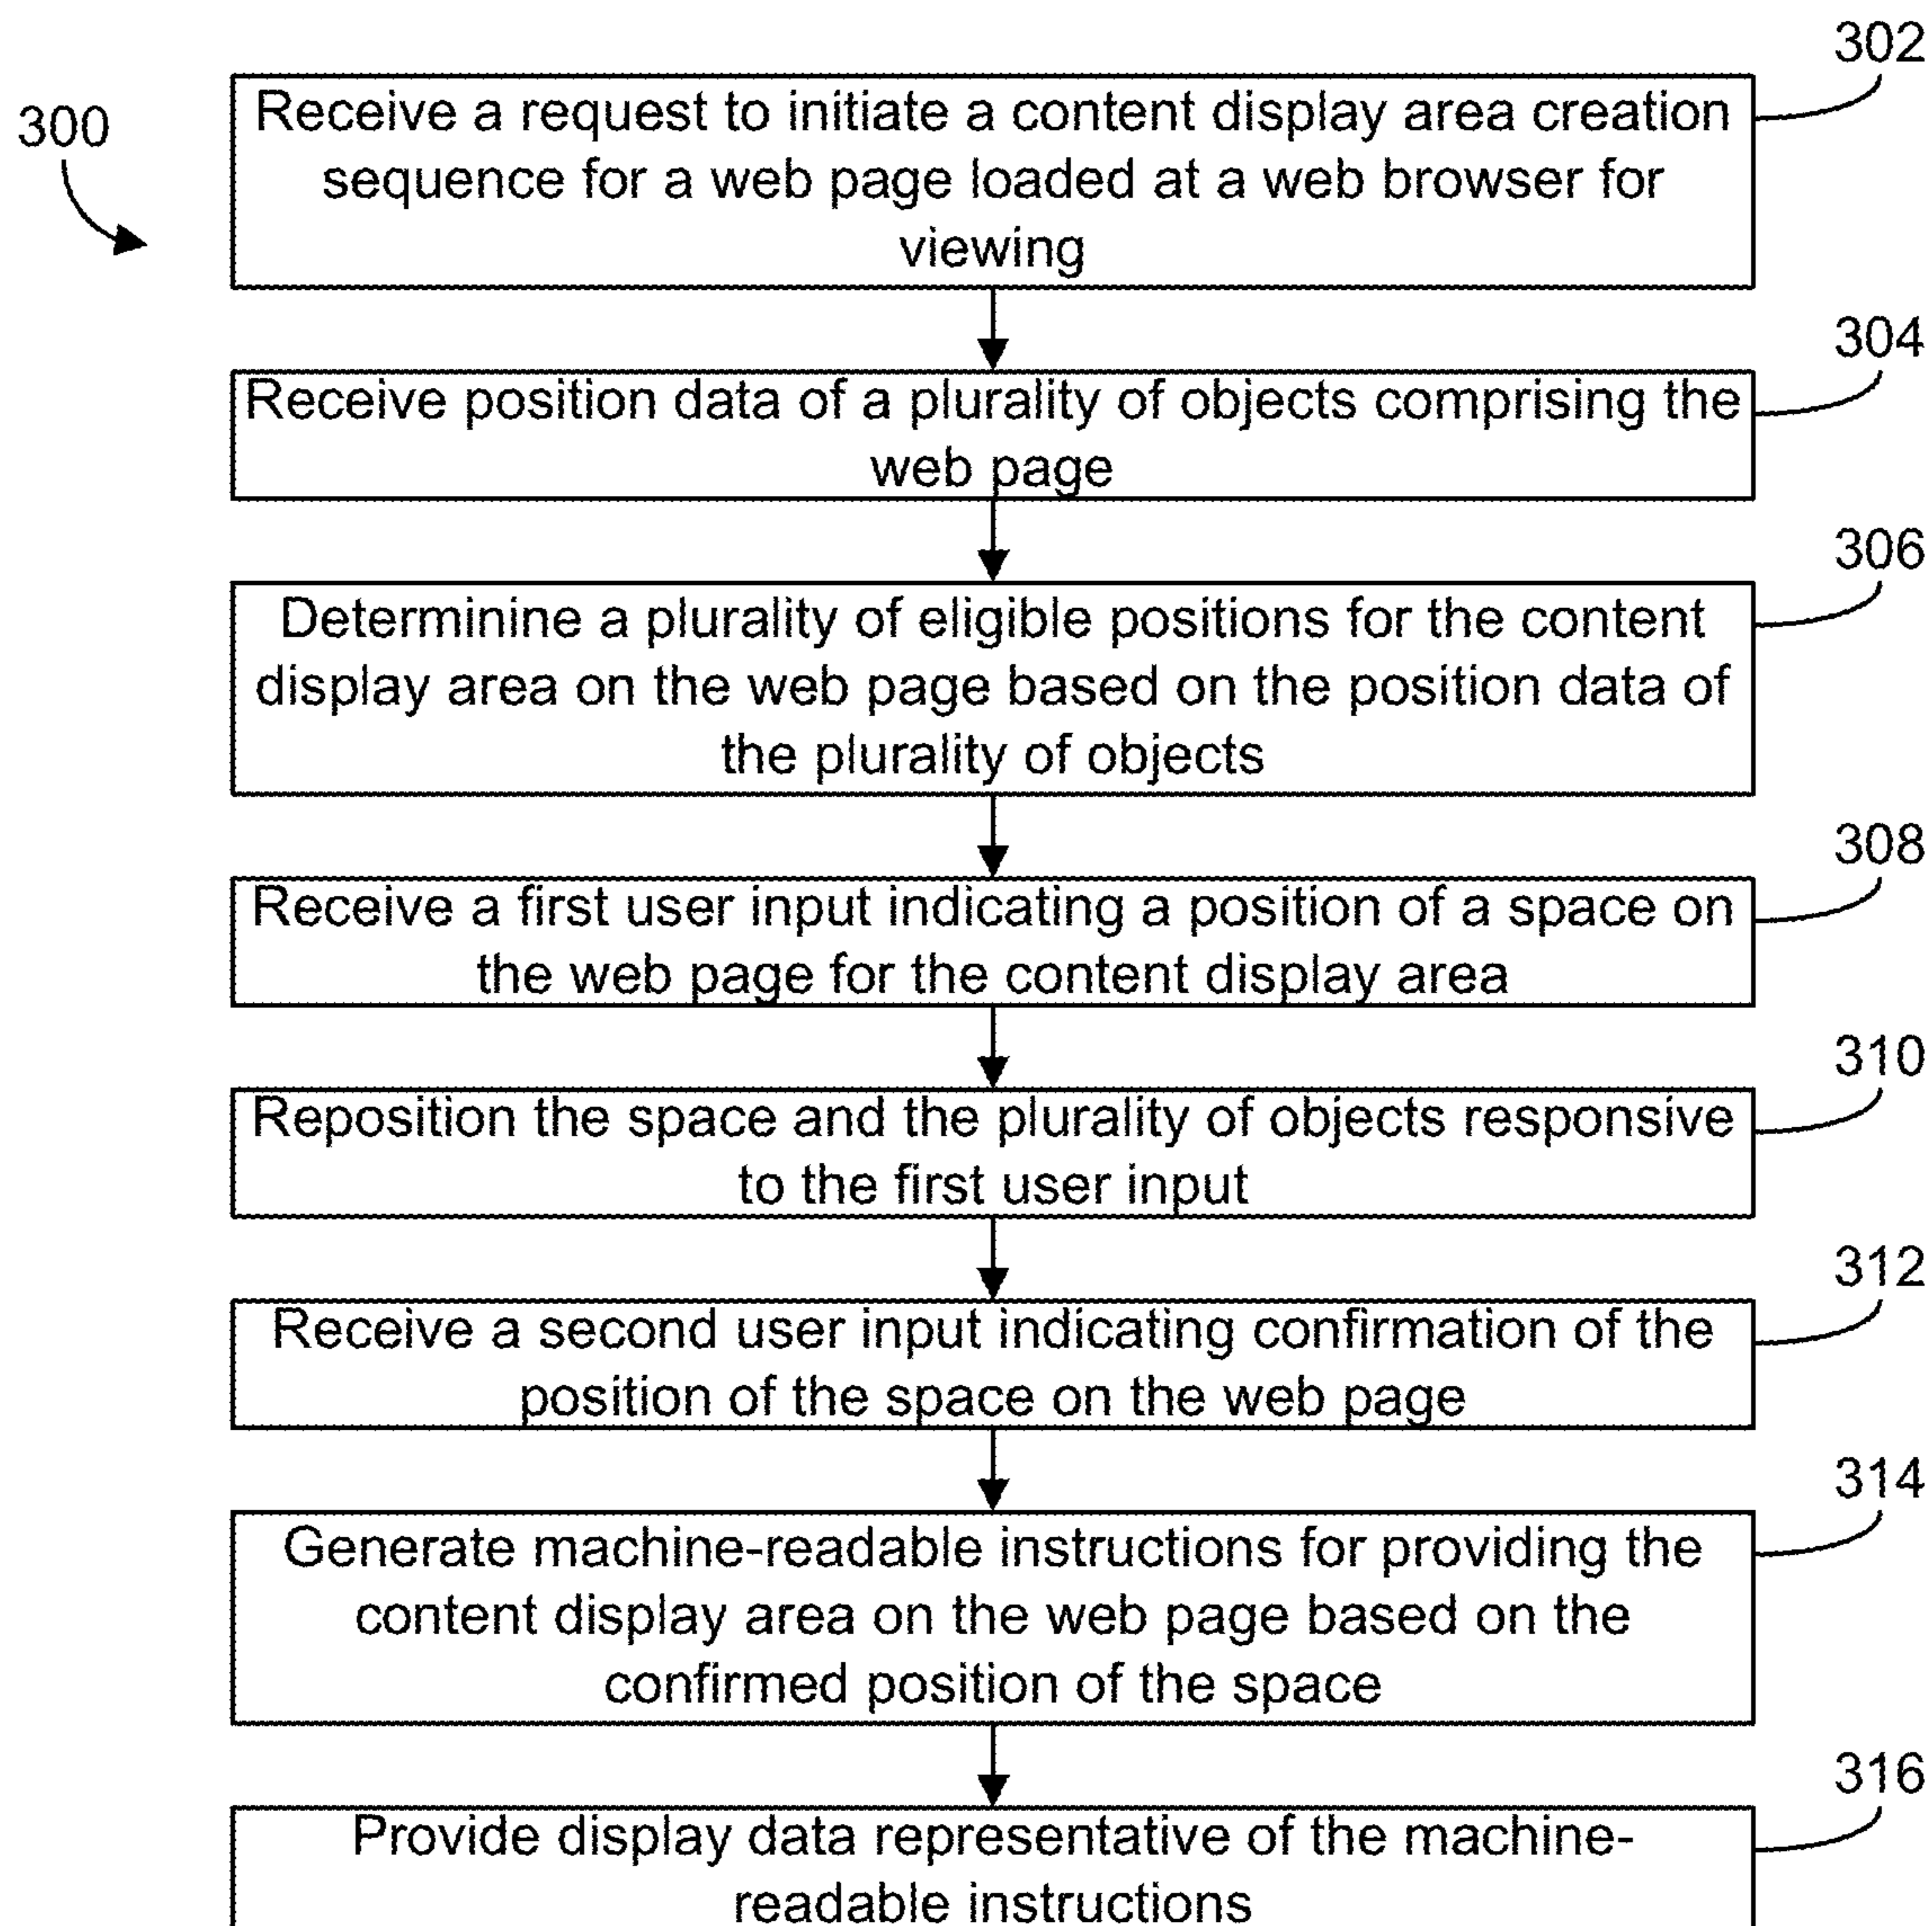 302
300
Receive a request to initiate a content display area creation
sequence for a web page loaded at a web browser for
viewing
304
Receive position data of a plurality of objects comprising the
web page
306
Determinine a plurality of eligible positions for the content
display area on the web page based on the position data of
the plurality of objects
308
Receive a first user input indicating a position of a space on
the web page for the content display area
310
Reposition the space and the plurality of objects responsive
to the first user input
312
Receive a second user input indicating confirmation of the
position of the space on the web page
314
Generate machine-readable instructions for providing the
content display area on the web page based on the
confirmed position of the space
316
Provide display data representative of the machine-
readable instructions